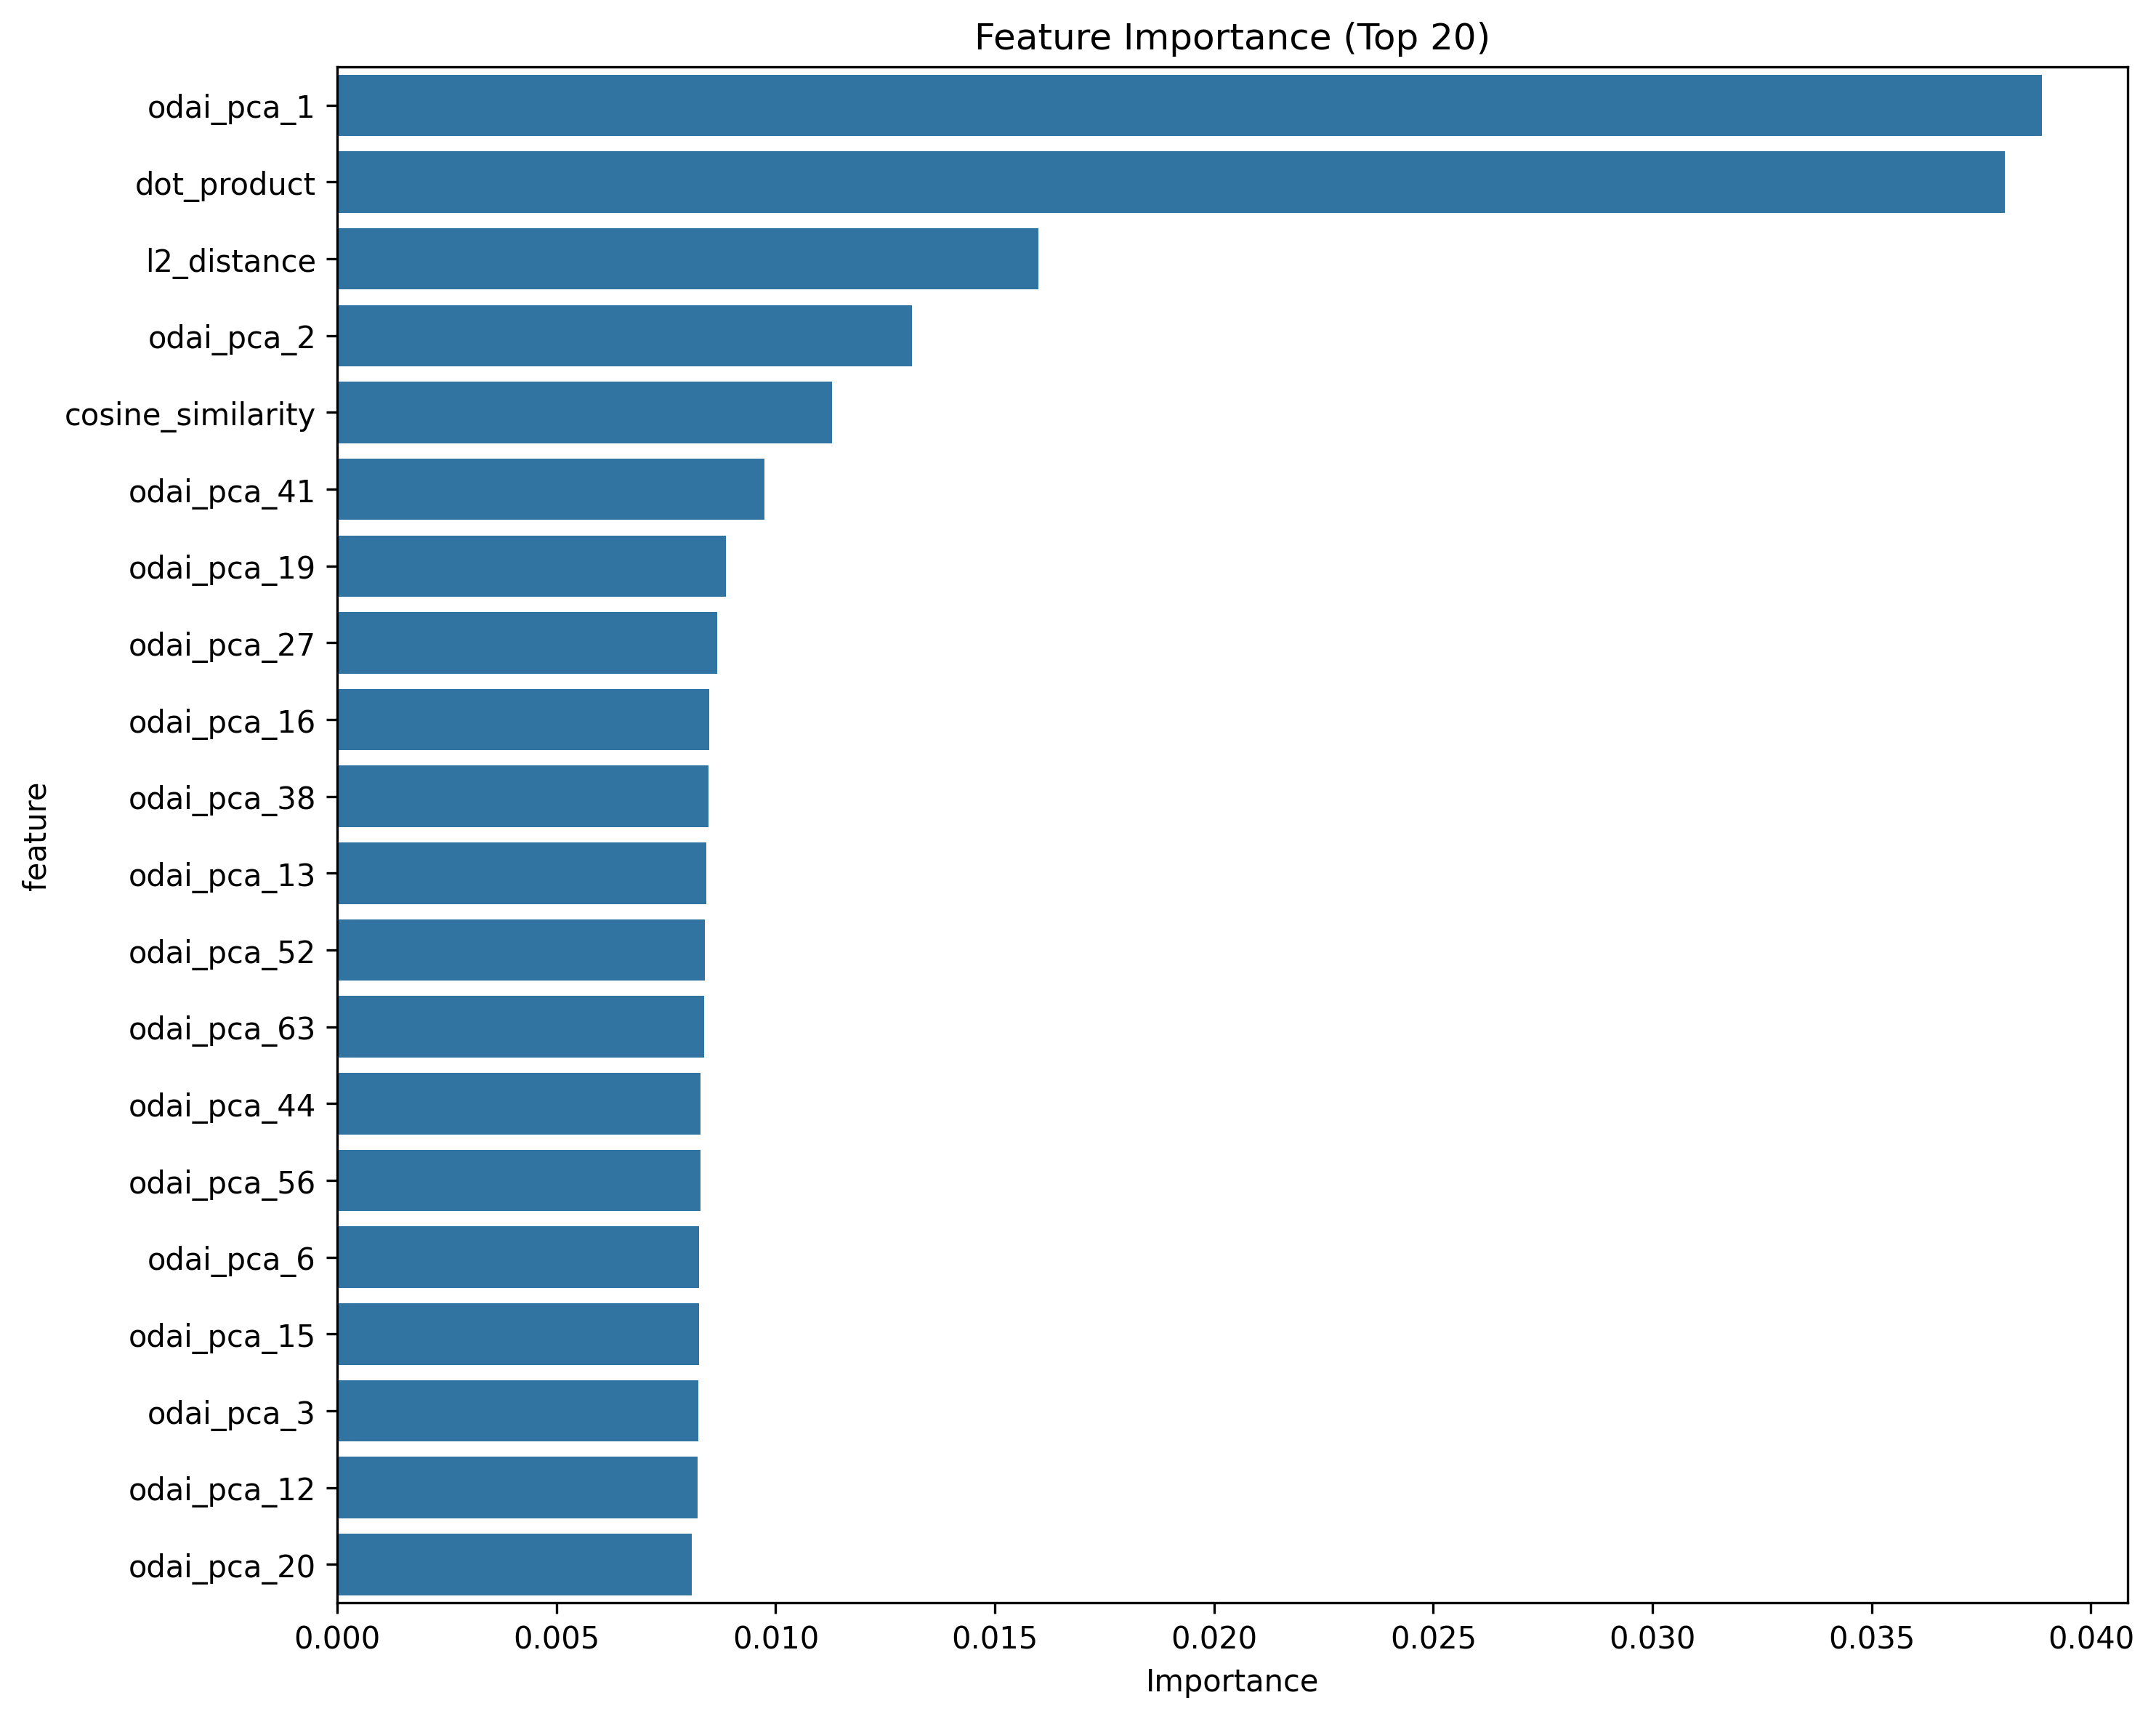 Feature Importance (Top 20)
odai_pca_1
dot_product
l2_distance
odai_pca_2
cosine_similarity
odai_pca_41
odai_pca_19
odai_pca_27
odai_pca_16
odai_pca_38
odai_pca_13
odai_pca_52
odai_pca_63
odai_pca_44
odai_pca_56
odai_pca_6
odai_pca_15
odai_pca_3
odai_pca_12
odai_pca_20
feature
0.000 0.005 0.010 0.015 0.020 0.025 0.030 0.035 0.040
Importance